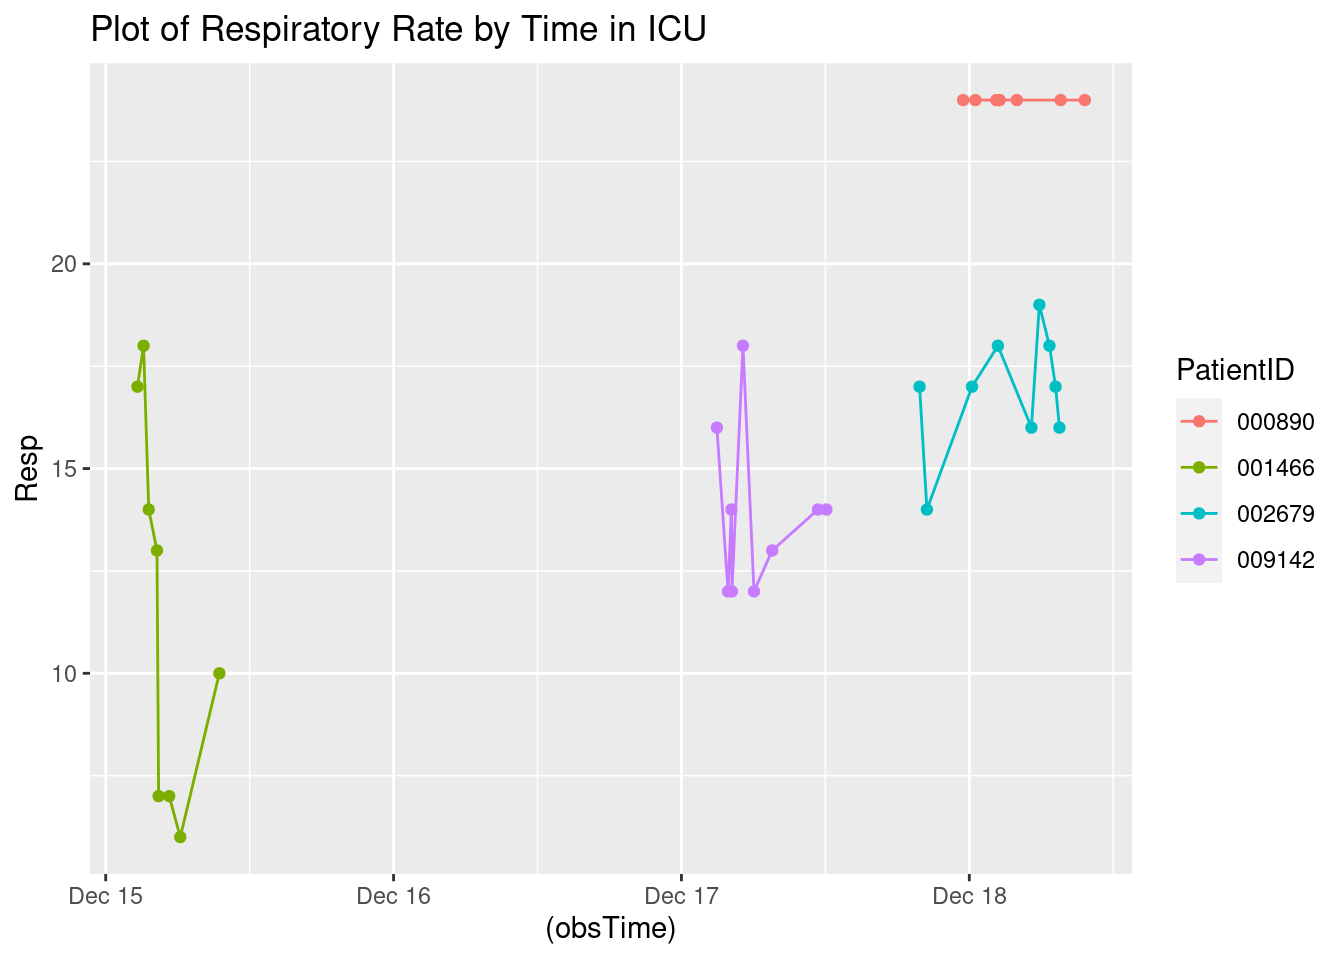 Plot of Respiratory Rate by Time in ICU
Resp
20
15
10
Dec 15 Dec 16 Dec 17 Dec 18
(obsTime)
PatientID
000890
001466
002679
009142